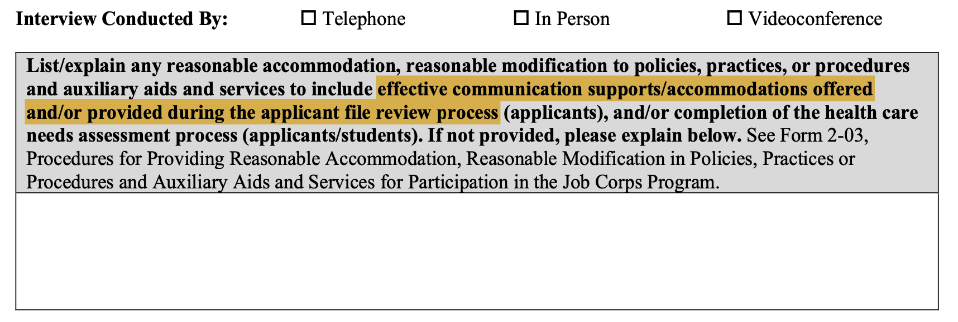 Interview Conducted By: ☐ Telephone ☐ In Person ☐ Videoconference
List/explain any reasonable accommodation, reasonable modification to policies, practices, or procedures
and auxiliary aids and services to include effective communication supports/accommodations offered
and/or provided during the applicant file review process (applicants), and/or completion of the health care
needs assessment process (applicants/students). If not provided, please explain below. See Form 2-03,
Procedures for Providing Reasonable Accommodation, Reasonable Modification in Policies, Practices or
Procedures and Auxiliary Aids and Services for Participation in the Job Corps Program.